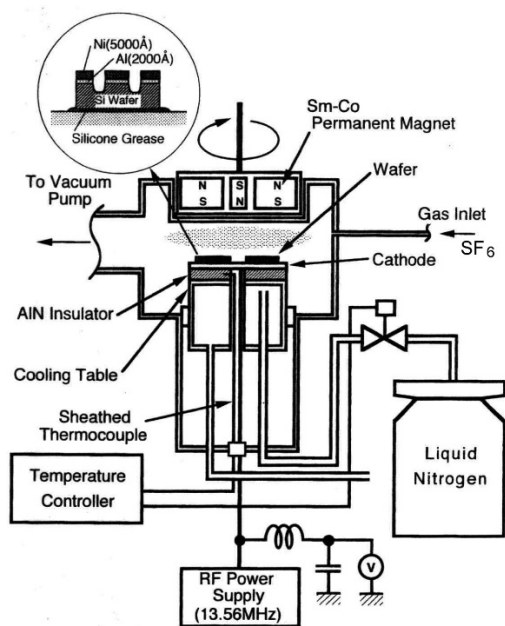 Ni(5000Å)
Al(2000Å)
Si Wafer
Silicone Grease
Sm-Co
Permanent Magnet
N
S
S
N
N
S
To Vacuum
Pump
Wafer
Gas Inlet
SF6
Cathode
AlN Insulator
Cooling Table
Sheathed
Thermocouple
Temperature
Controller
Liquid
Nitrogen
RF Power
Supply
(13.56MHz)
V